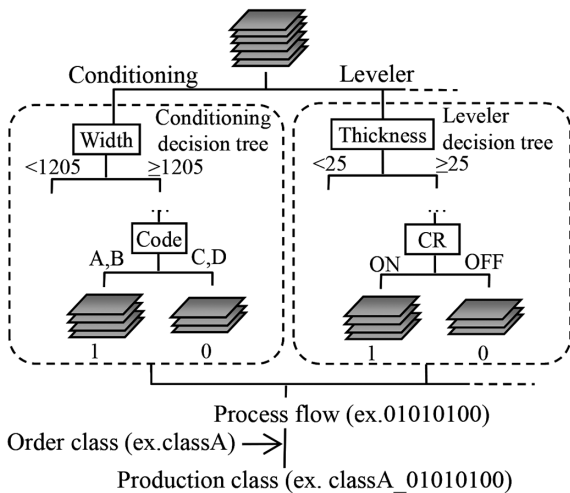 Conditioning
Leveler
Conditioning
decision tree
Width
<1205
≥1205
...
Code
A,B
C,D
1
0
Leveler
decision tree
Thickness
<25
≥25
...
CR
ON
OFF
1
0
Process flow (ex.01010100)
Order class (ex.classA)
Production class (ex. classA_01010100)